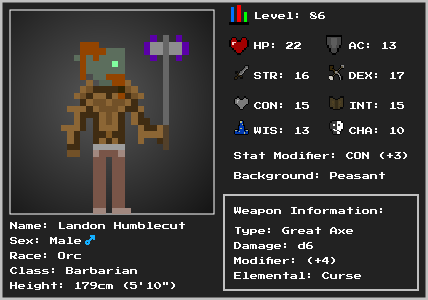 Level: 86
HP: 22
AC: 13
STR: 16
DEX: 17
CON: 15
INT: 15
WIS: 13
CHA: 10
Stat Modifier: CON (+3)
Background: Peasant
Weapon Information:
Type: Great Axe
Damage: d6
Modifier: (+4)
Elemental: Curse
Name: Landon Humblecut
Sex: Male♂
Race: Orc
Class: Barbarian
Height: 179cm (5'10")